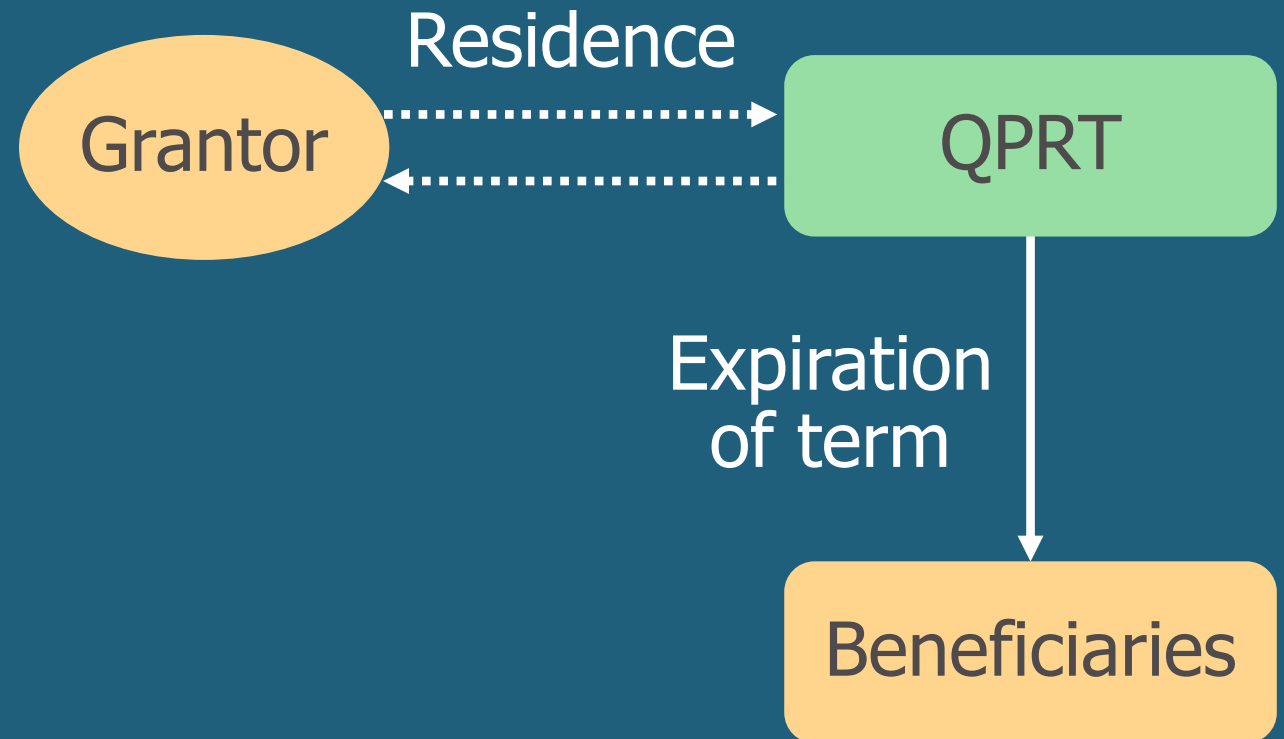 Residence
Grantor
QPRT
Expiration
of term
Beneficiaries